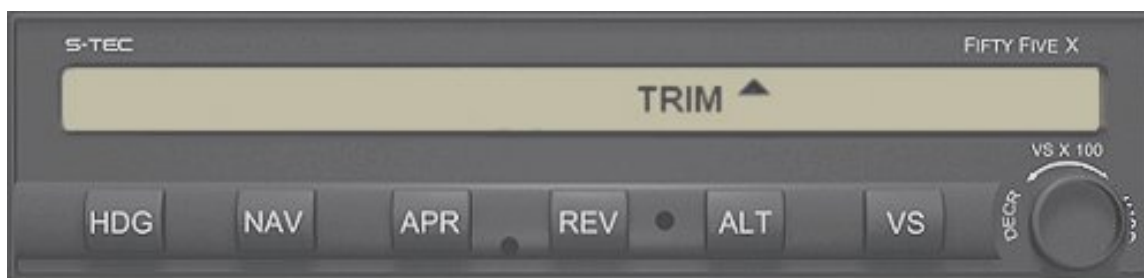 S-TEC FIFTY FIVE X
TRIM ▲
VS X 100
HDG NAV APR REV ALT VS
DECR